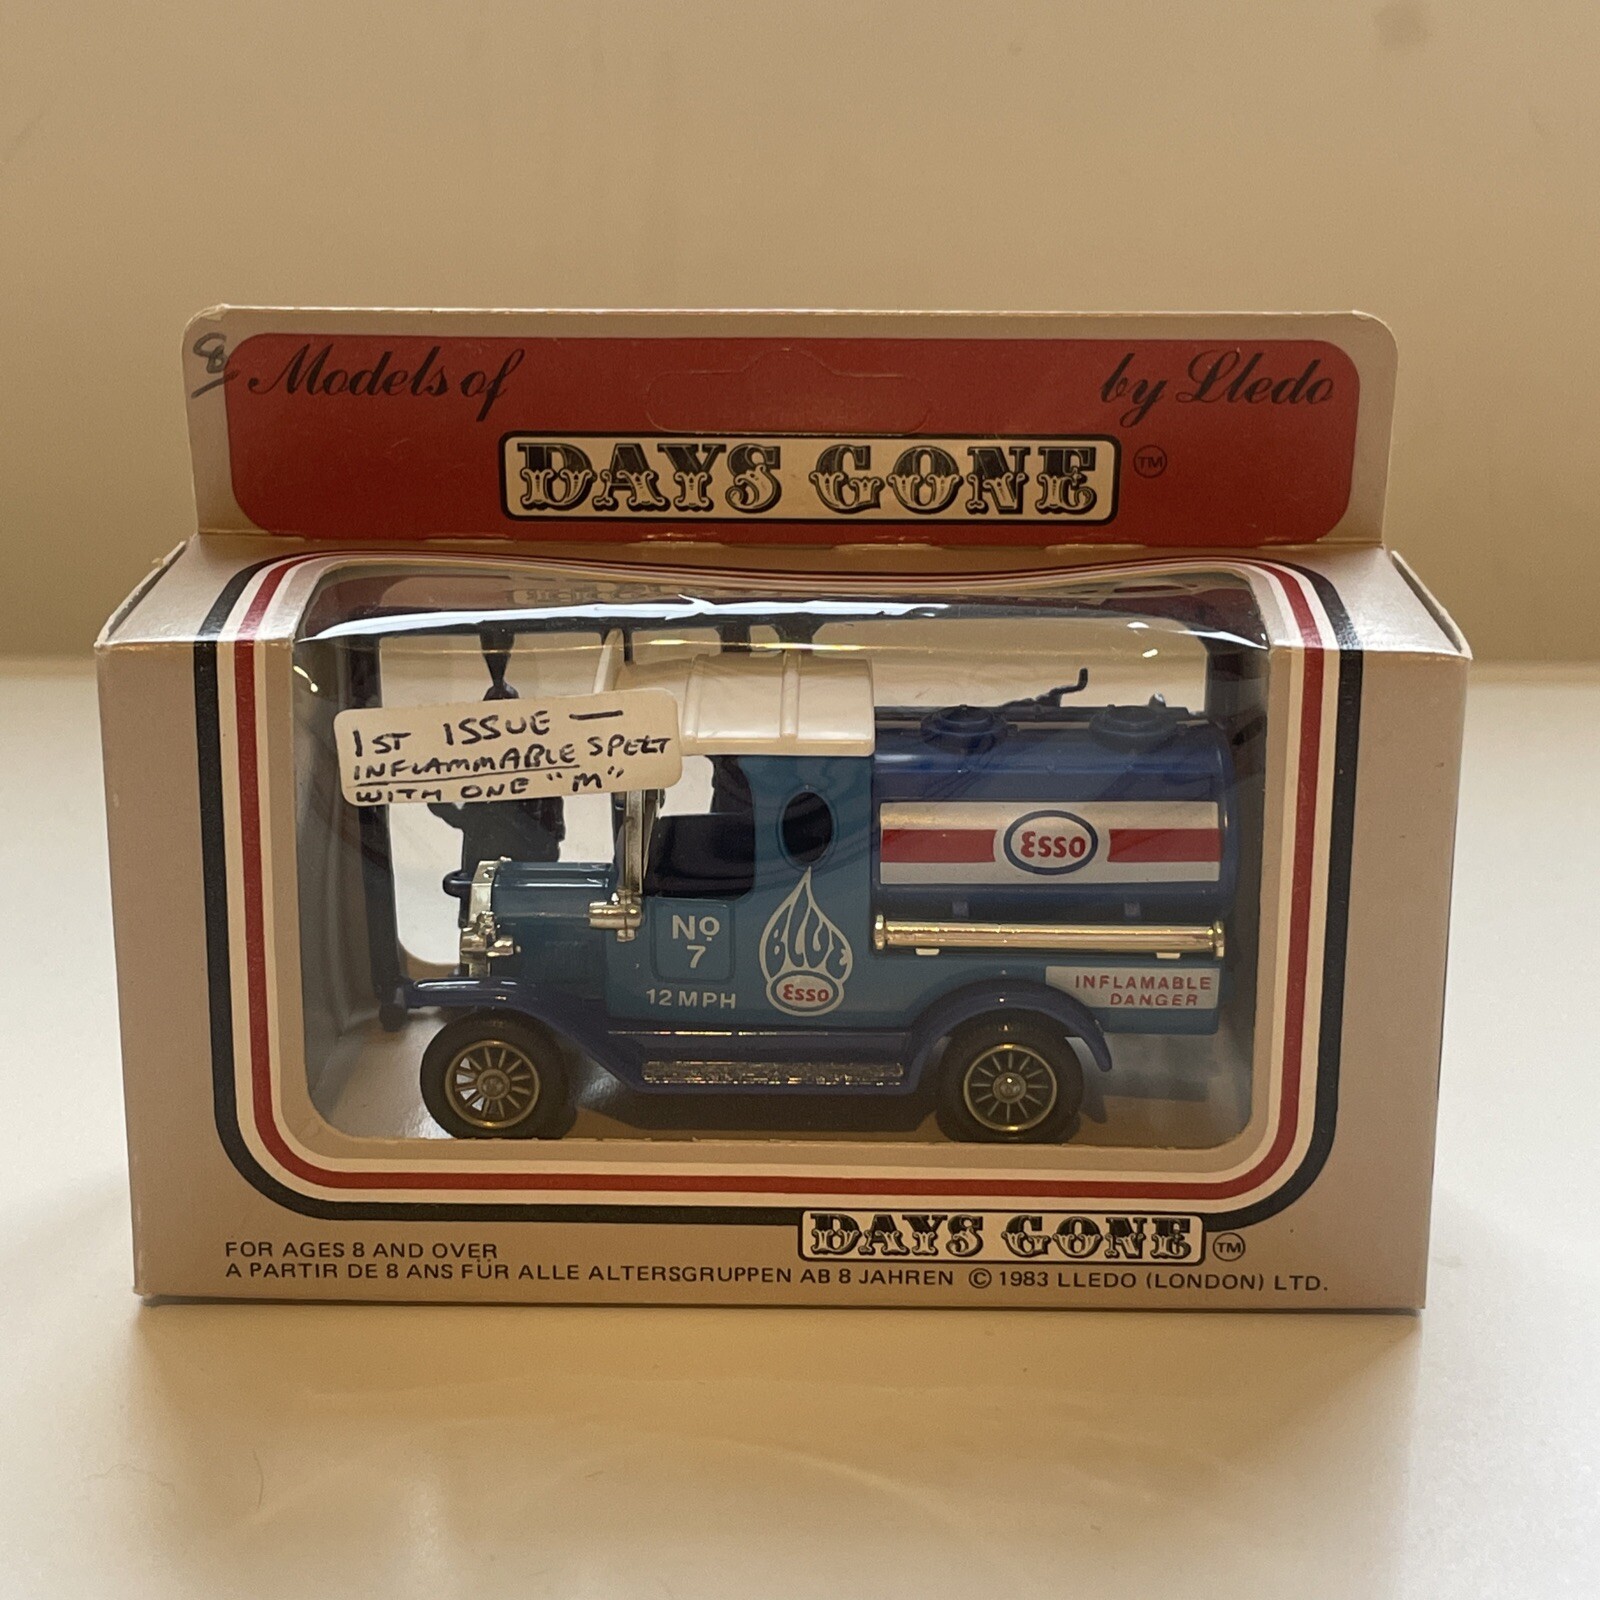 Models of
by Lledo
DAYS GONE TM
1ST ISSUE —
INFLAMMABLE SPELT
WITH ONE "M"
Esso
No
7
12 MPH
BLUE
Esso
INFLAMABLE
DANGER
DAYS GONE TM
FOR AGES 8 AND OVER
A PARTIR DE 8 ANS FÜR ALLE ALTERSGRUPPEN AB 8 JAHREN © 1983 LLEDO (LONDON) LTD.